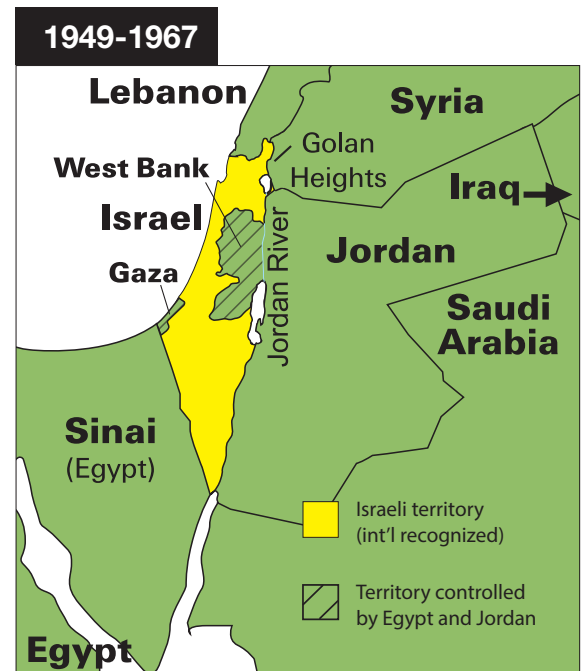 1949-1967
Lebanon
Syria
Golan
Heights
West Bank
Iraq
Israel
Jordan River
Jordan
Gaza
Saudi
Arabia
Sinai
(Egypt)
Israeli territory
(int'l recognized)
Territory controlled
by Egypt and Jordan
Egypt